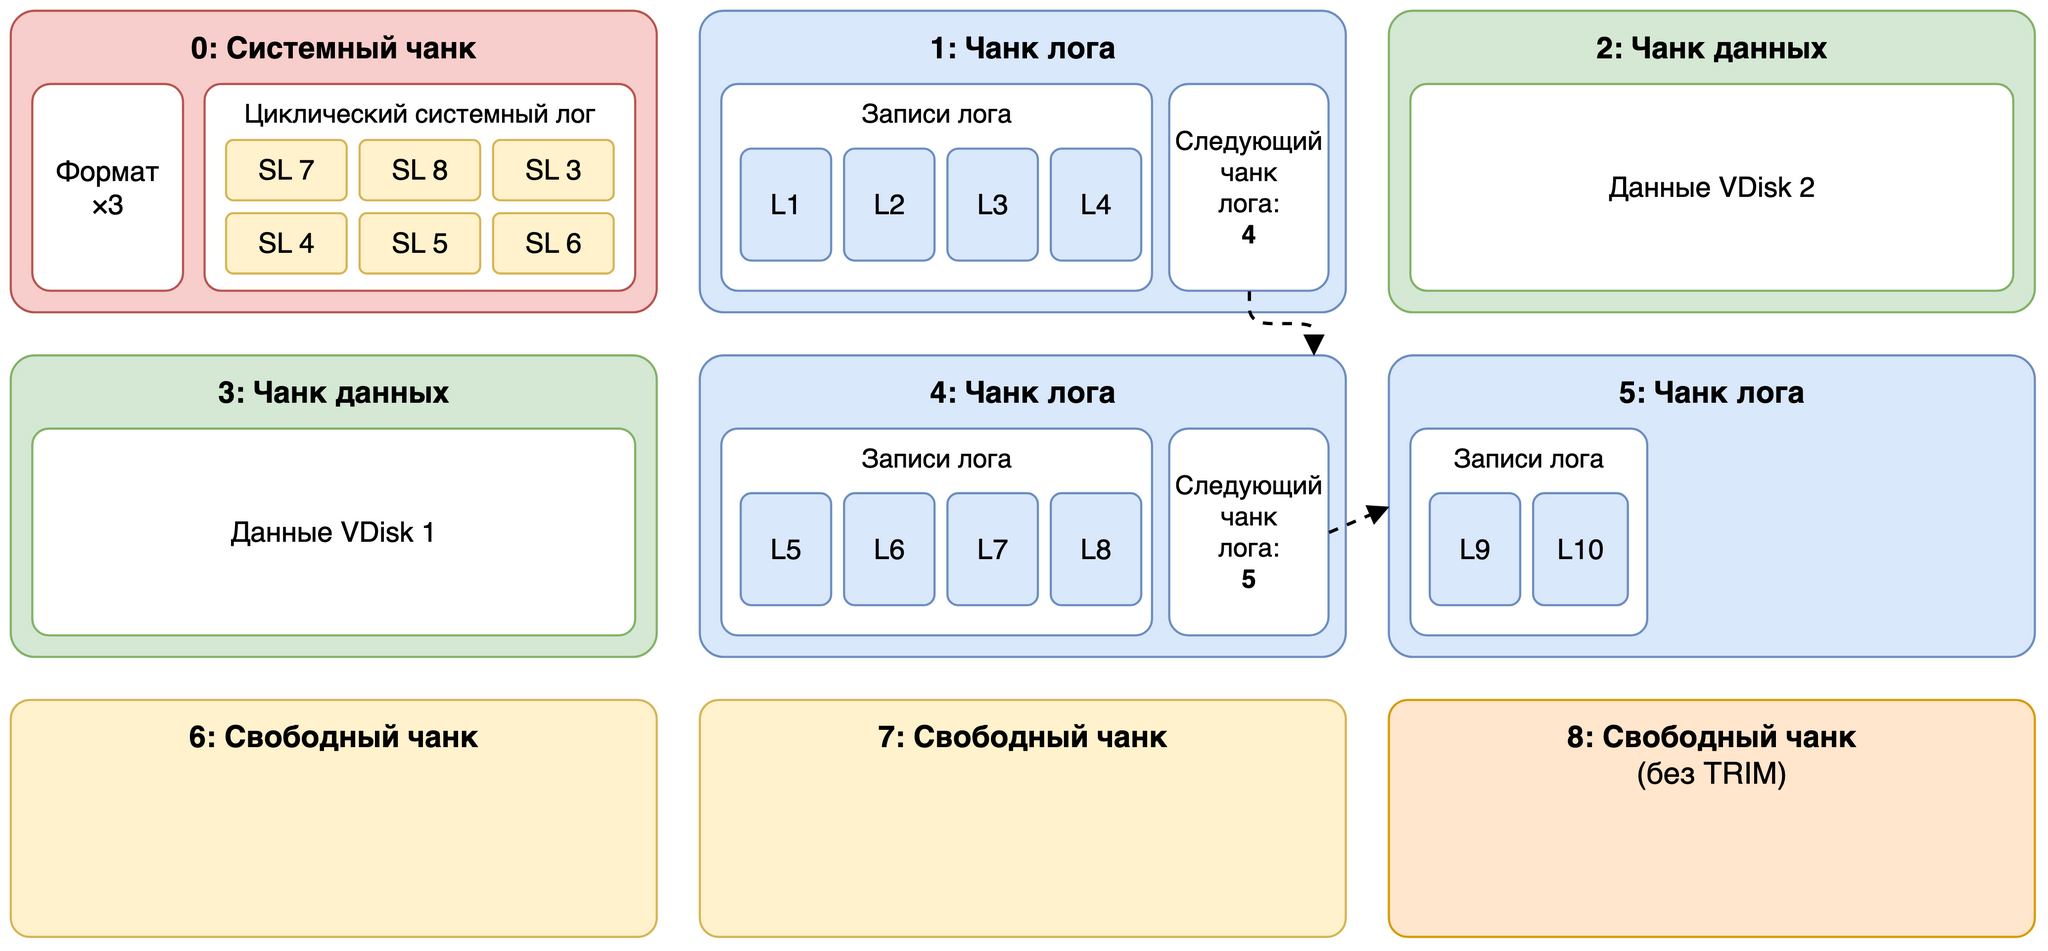 0: Системный чанк
Формат
×3
Циклический системный лог
SL 7
SL 8
SL 3
SL 4
SL 5
SL 6
1: Чанк лога
Записи лога
L1
L2
L3
L4
Следующий
чанк
лога:
4
2: Чанк данных
Данные VDisk 2
3: Чанк данных
Данные VDisk 1
4: Чанк лога
Записи лога
L5
L6
L7
L8
Следующий
чанк
лога:
5
5: Чанк лога
Записи лога
L9
L10
6: Свободный чанк
7: Свободный чанк
8: Свободный чанк
(без TRIM)